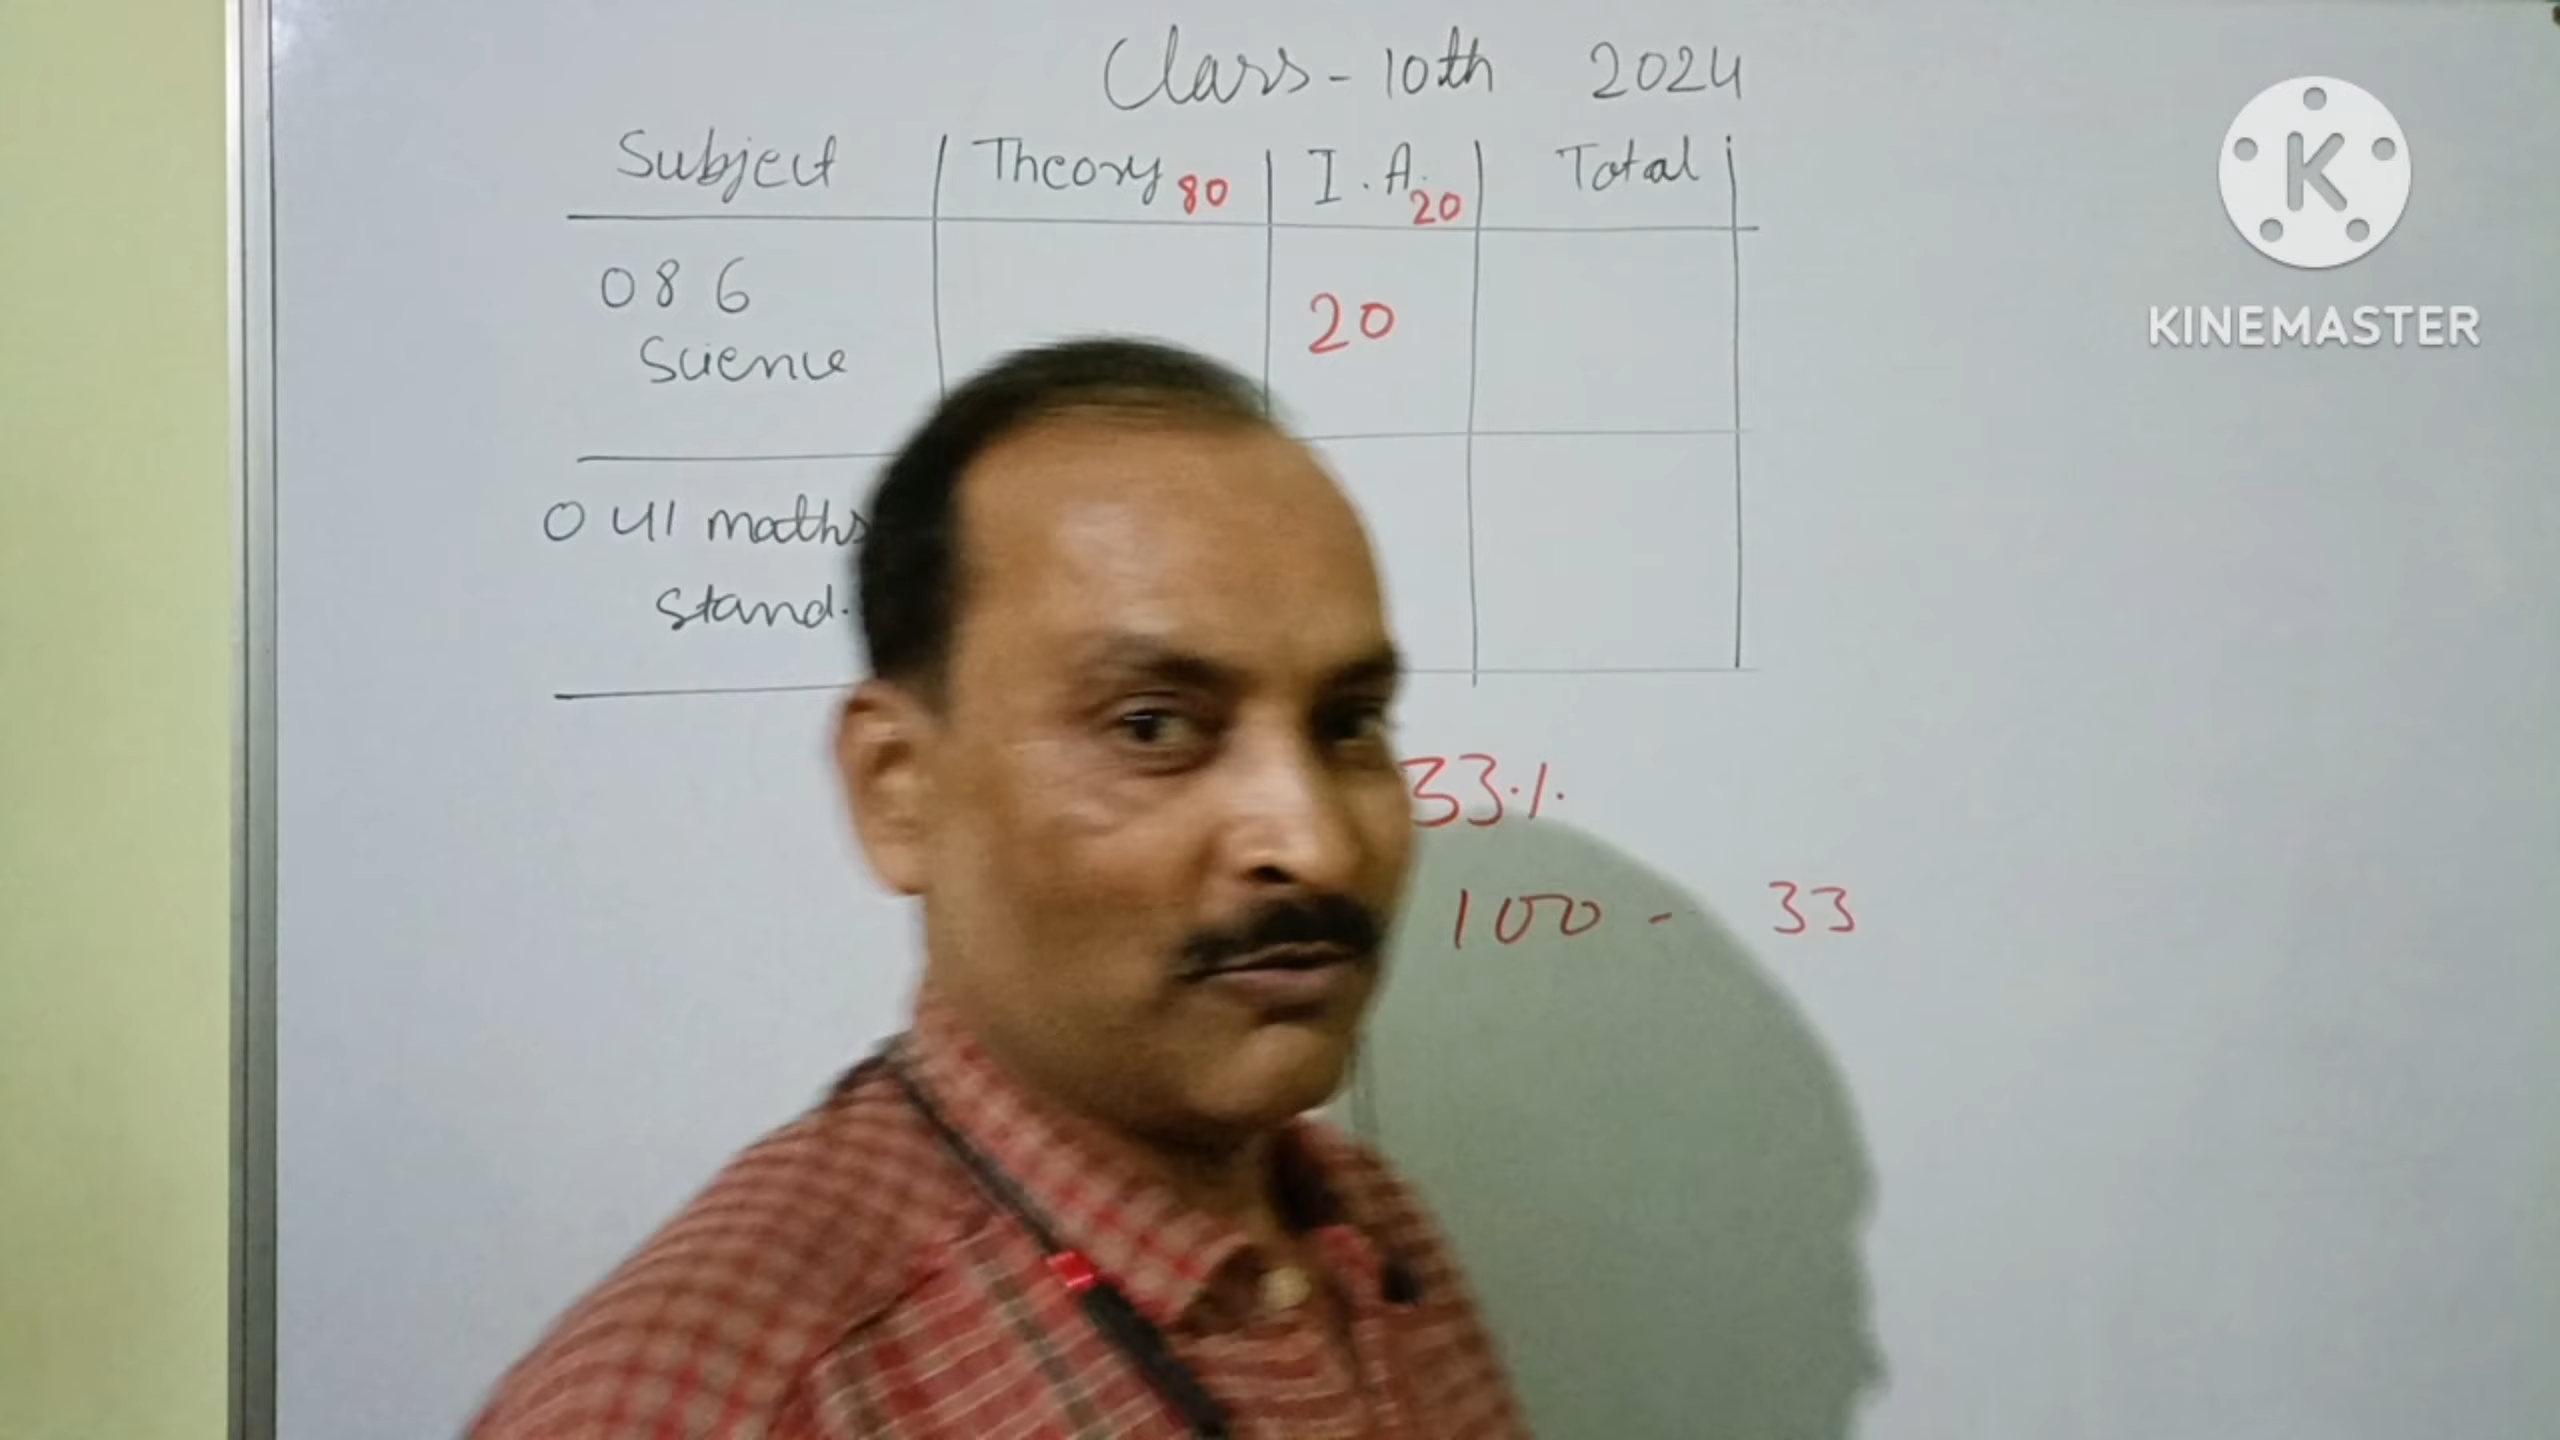 Class - 10th 2024
Subject Theory 80 I.A. 20 Total
086 20
Science
041 maths
stand.
33%
100 - 33
K
KINEMASTER